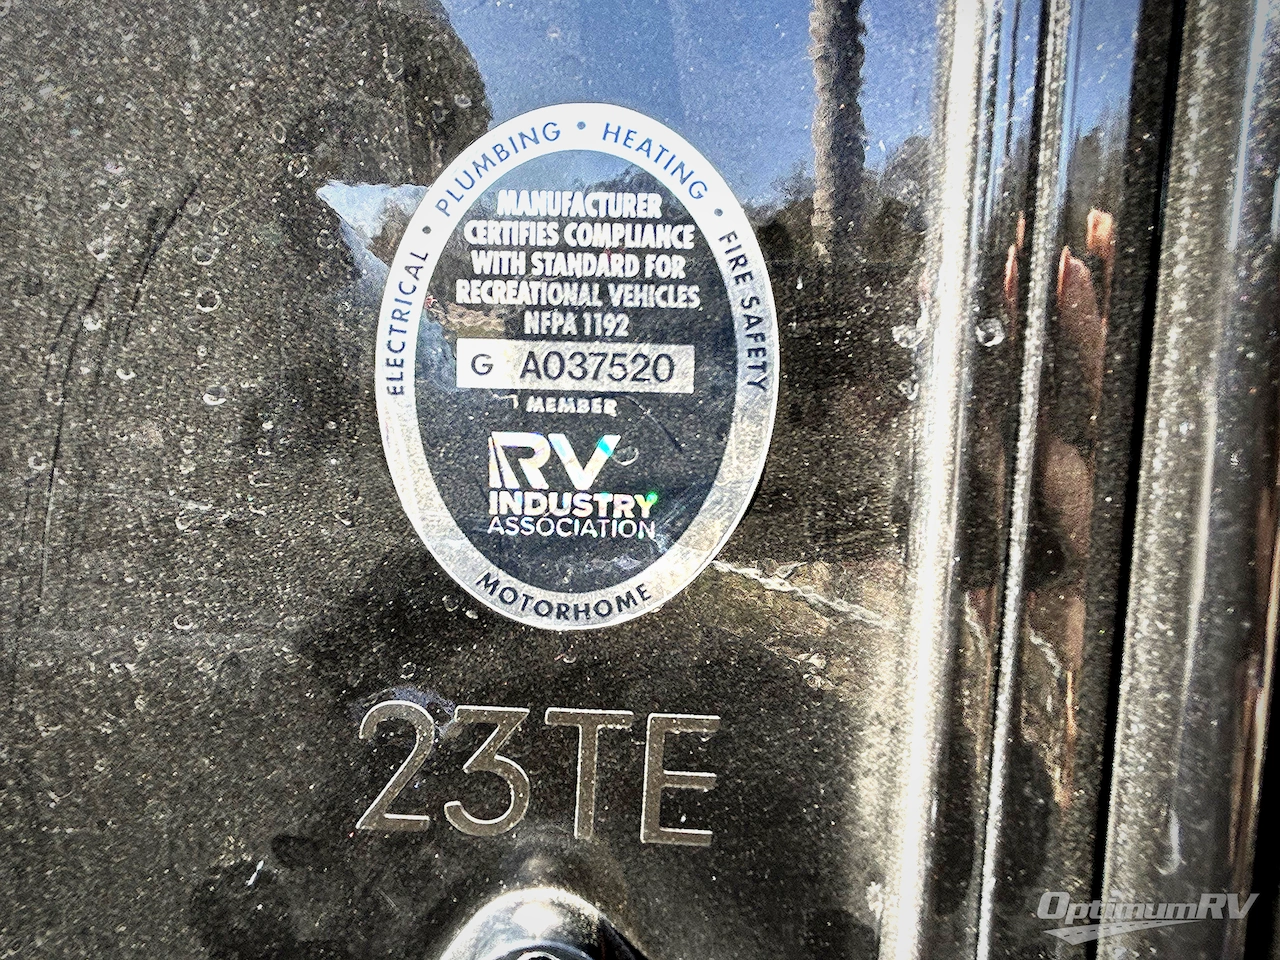 ELECTRICAL • PLUMBING • HEATING • FIRE SAFETY
MANUFACTURER
CERTIFIES COMPLIANCE
WITH STANDARD FOR
RECREATIONAL VEHICLES
NFPA 1192
G A037520
MEMBER
RV
INDUSTRY
ASSOCIATION
MOTORHOME
23TE
OptimumRV